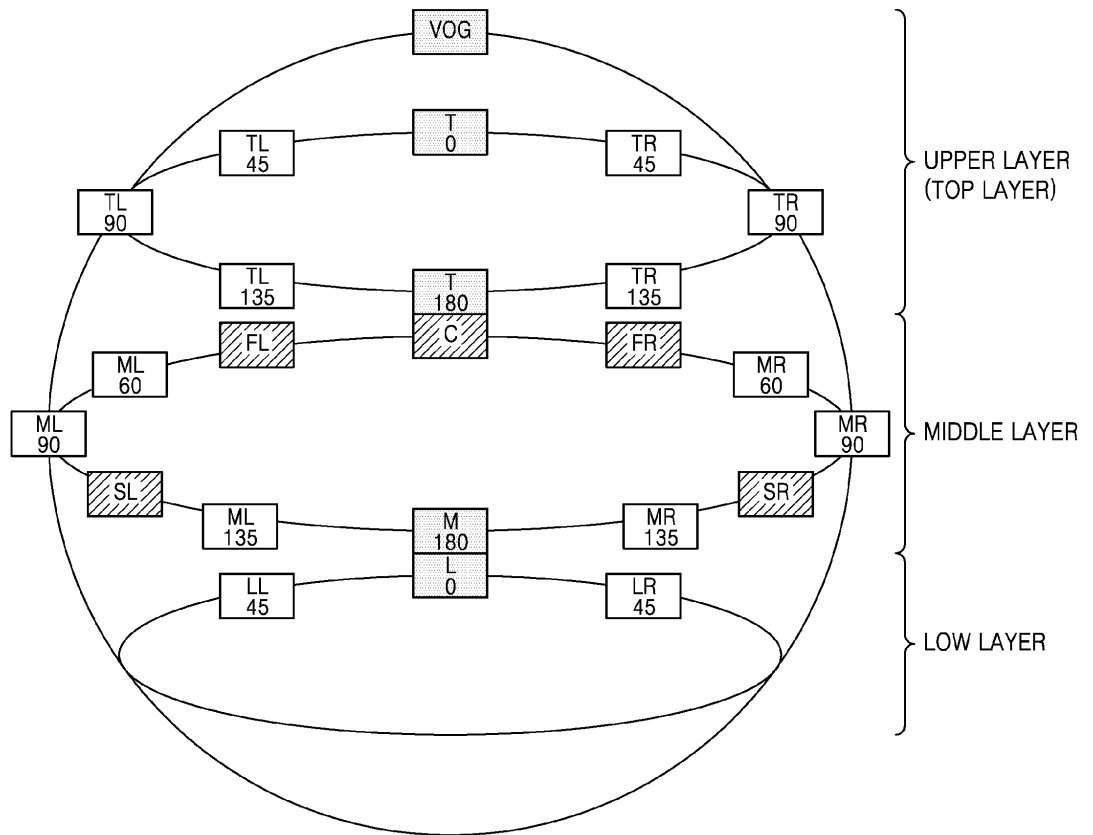 VOG
TL
45
T
0
TR
45
TL
90
TR
90
UPPER LAYER
(TOP LAYER)
TL
135
T
180
TR
135
FL
C
FR
ML
60
MR
60
ML
90
MR
90
MIDDLE LAYER
SL
SR
ML
135
M
180
MR
135
LL
45
L
0
LR
45
LOW LAYER